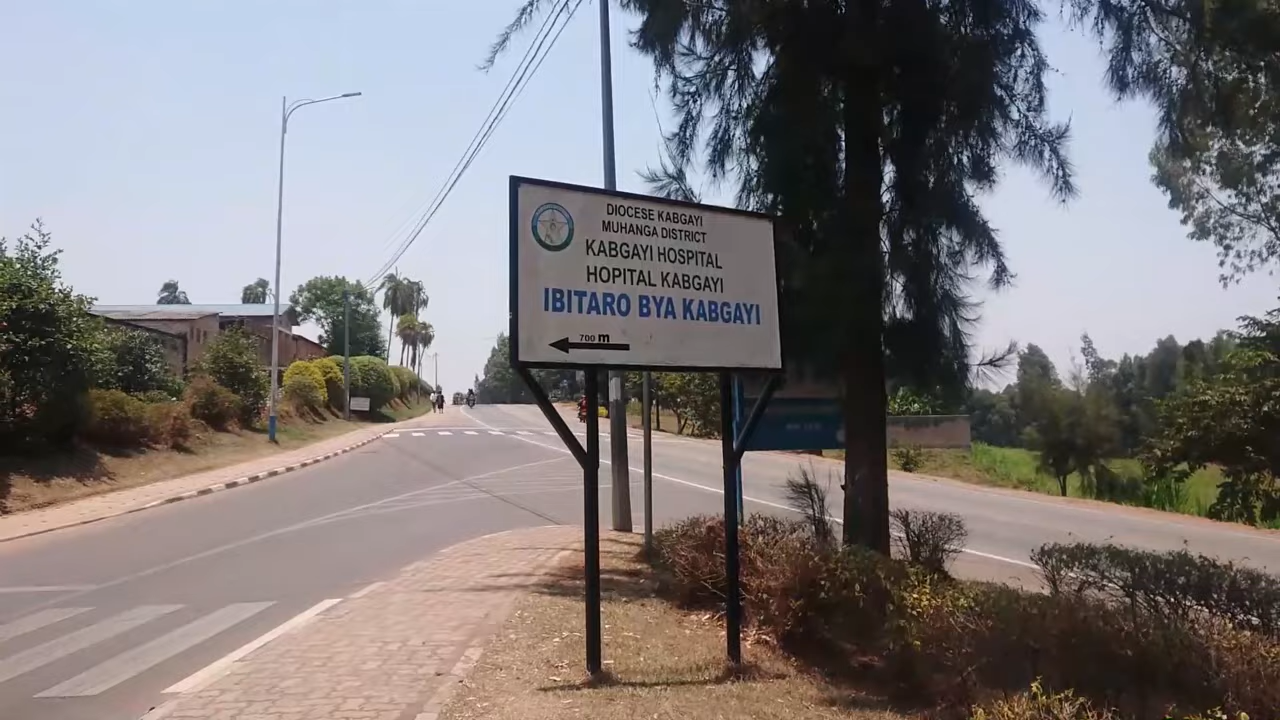 DIOCESE KABGAYI
MUHANGA DISTRICT
KABGAYI HOSPITAL
HOPITAL KABGAYI
IBITARO BYA KABGAYI
700 m